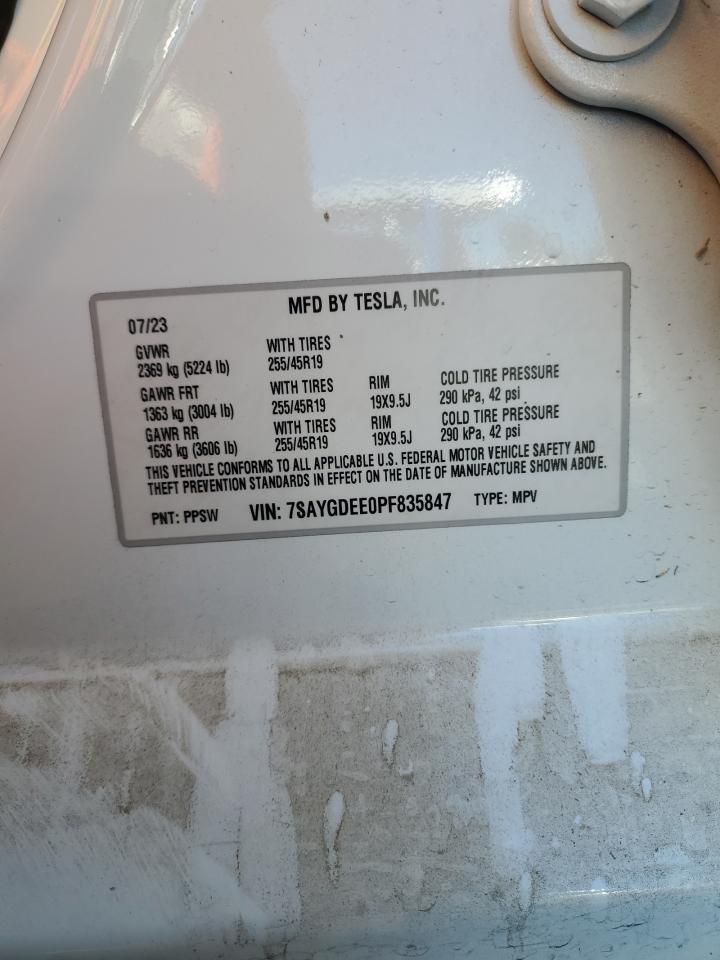 MFD BY TESLA, INC.
07/23
GVWR WITH TIRES
2369 kg (5224 lb) 255/45R19
GAWR FRT WITH TIRES RIM COLD TIRE PRESSURE
1363 kg (3004 lb) 255/45R19 19X9.5J 290 kPa, 42 psi
GAWR RR WITH TIRES RIM COLD TIRE PRESSURE
1636 kg (3606 lb) 255/45R19 19X9.5J 290 kPa, 42 psi
THIS VEHICLE CONFORMS TO ALL APPLICABLE U.S. FEDERAL MOTOR VEHICLE SAFETY AND
THEFT PREVENTION STANDARDS IN EFFECT ON THE DATE OF MANUFACTURE SHOWN ABOVE.
PNT: PPSW VIN: 7SAYGDEE0PF835847 TYPE: MPV